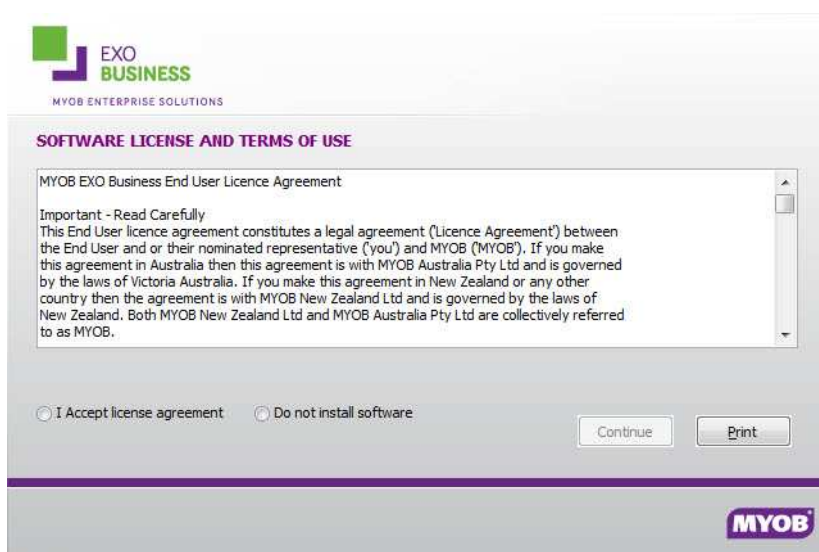 EXO
BUSINESS
MYOB ENTERPRISE SOLUTIONS
SOFTWARE LICENSE AND TERMS OF USE
MYOB EXO Business End User Licence Agreement
Important - Read Carefully
This End User licence agreement constitutes a legal agreement ('Licence Agreement') between
the End User and or their nominated representative ('you') and MYOB ('MYOB'). If you make
this agreement in Australia then this agreement is with MYOB Australia Pty Ltd and is governed
by the laws of Victoria Australia. If you make this agreement in New Zealand or any other
country then the agreement is with MYOB New Zealand Ltd and is governed by the laws of
New Zealand. Both MYOB New Zealand Ltd and MYOB Australia Pty Ltd are collectively referred
to as MYOB.
I Accept license agreement Do not install software
Continue Print
MYOB